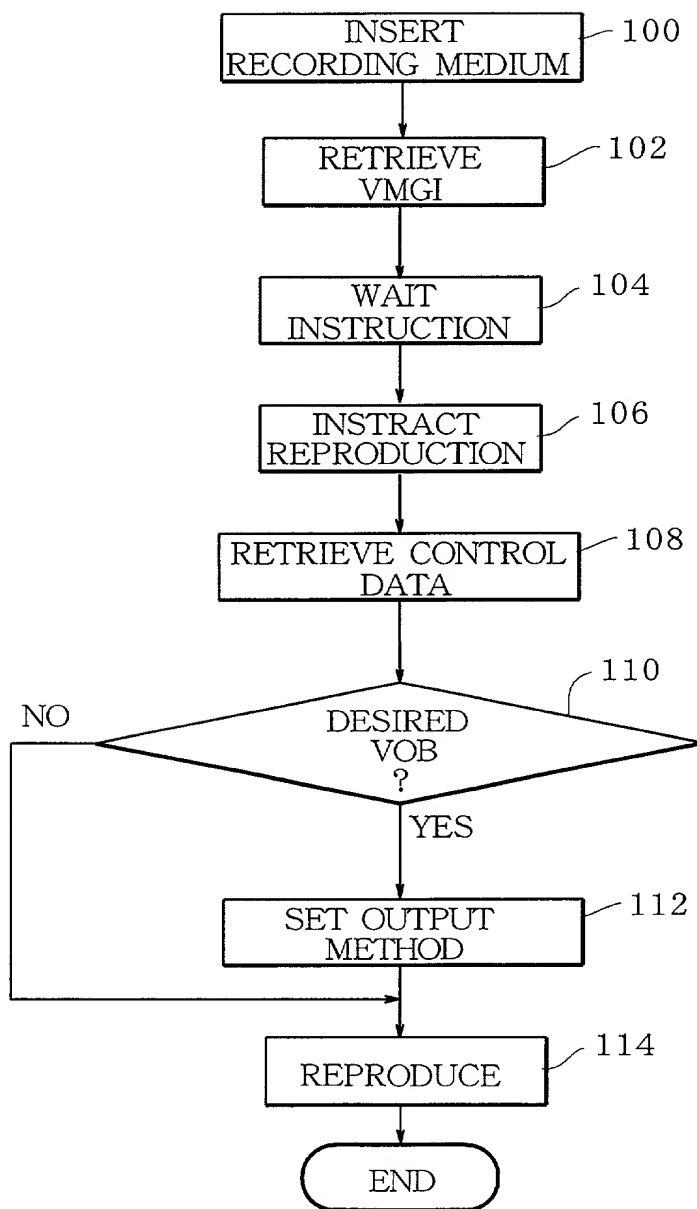 INSERT
RECORDING MEDIUM
100
RETRIEVE
VMGI
102
WAIT
INSTRUCTION
104
INSTRACT
REPRODUCTION
106
RETRIEVE CONTROL
DATA
108
110
NO
DESIRED
VOB
?
YES
SET OUTPUT
METHOD
112
REPRODUCE
114
END